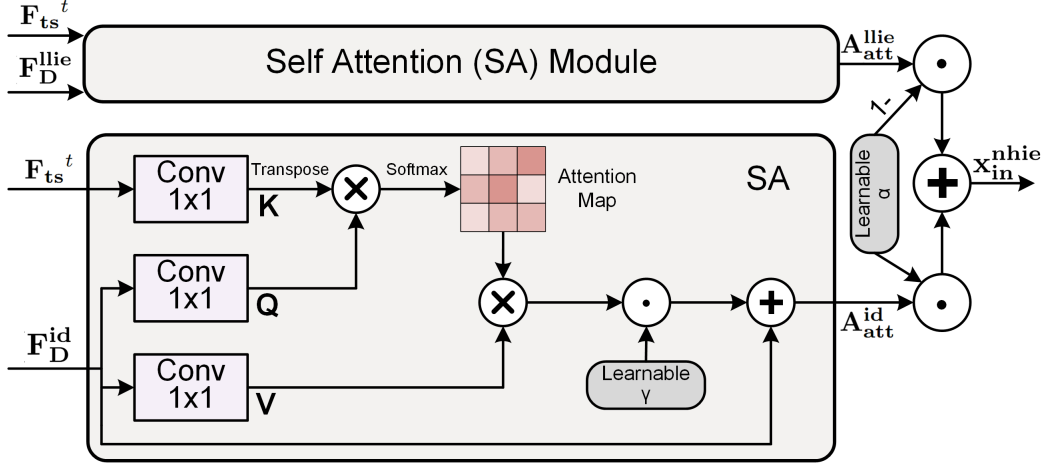 F_ts^t
F_D^llie
Self Attention (SA) Module
A_att^llie
1-
F_ts^t
Conv
1x1
Transpose
K
Softmax
Attention
Map
SA
Learnable
α
x_in^nhie
Conv
1x1
Q
F_D^id
Conv
1x1
V
Learnable
γ
A_att^id